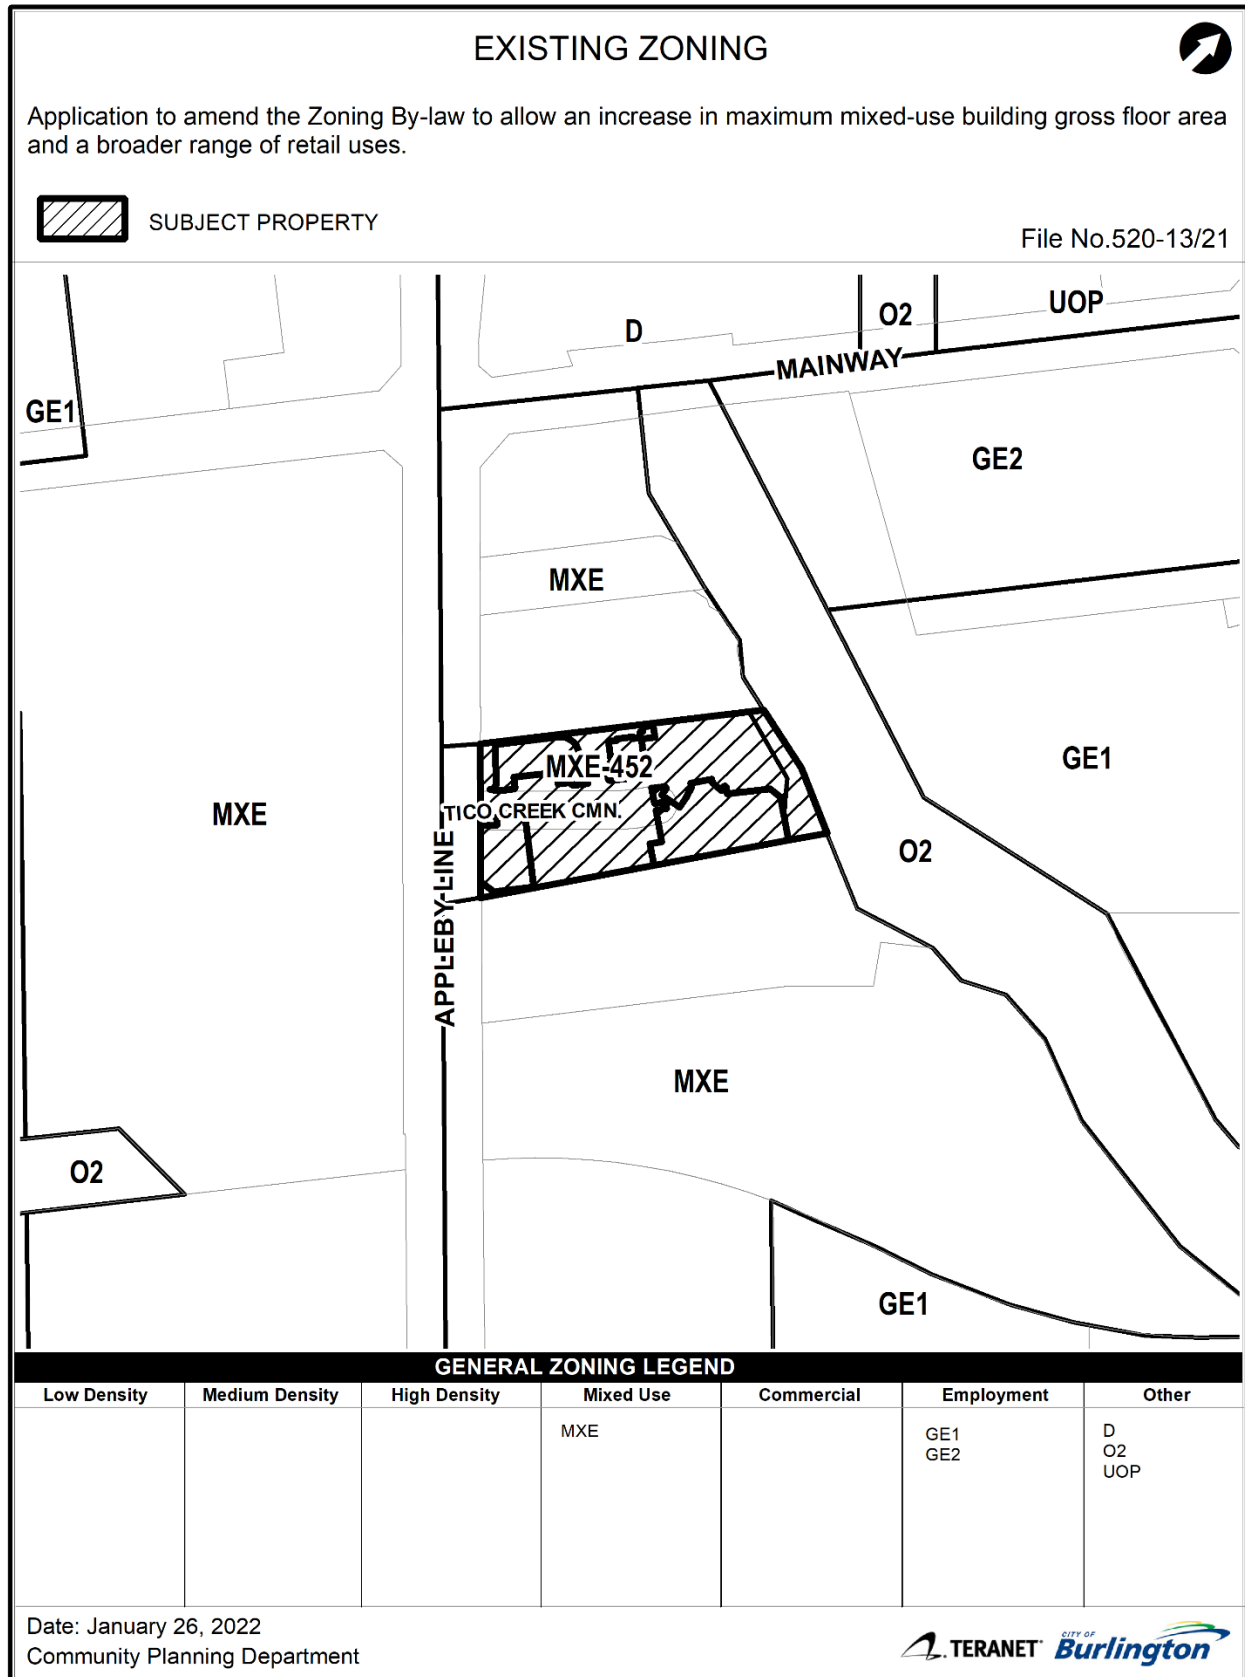 EXISTING ZONING
Application to amend the Zoning By-law to allow an increase in maximum mixed-use building gross floor area
and a broader range of retail uses.
SUBJECT PROPERTY
File No.520-13/21
D
O2
UOP
MAINWAY
GE1
GE2
MXE
MXE-452
GE1
MXE
TICO CREEK CMN.
O2
APPLEBY LINE
MXE
O2
GE1
GENERAL ZONING LEGEND
Low Density Medium Density High Density Mixed Use Commercial Employment Other
MXE GE1 D
GE2 O2
UOP
Date: January 26, 2022
Community Planning Department
TERANET
CITY OF
Burlington